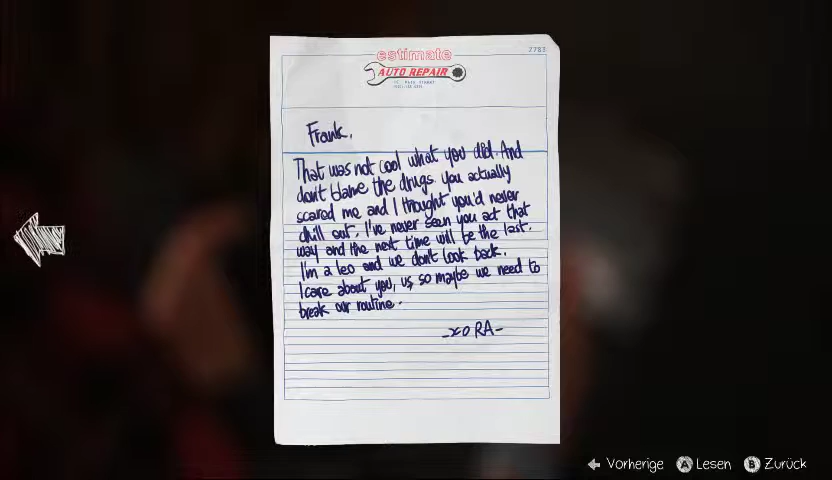 7783
estimate
AUTO REPAIR
Frank,
That was not cool what you did. And
don't blame the drugs. You actually
scared me and I thought you'd never
chill out. I've never seen you act that
way and the next time will be the last.
I'm a leo and we don't look back.
I care about you, us, so maybe we need to
break our routine.
-xo RA-
Vorherige A Lesen B Zurück